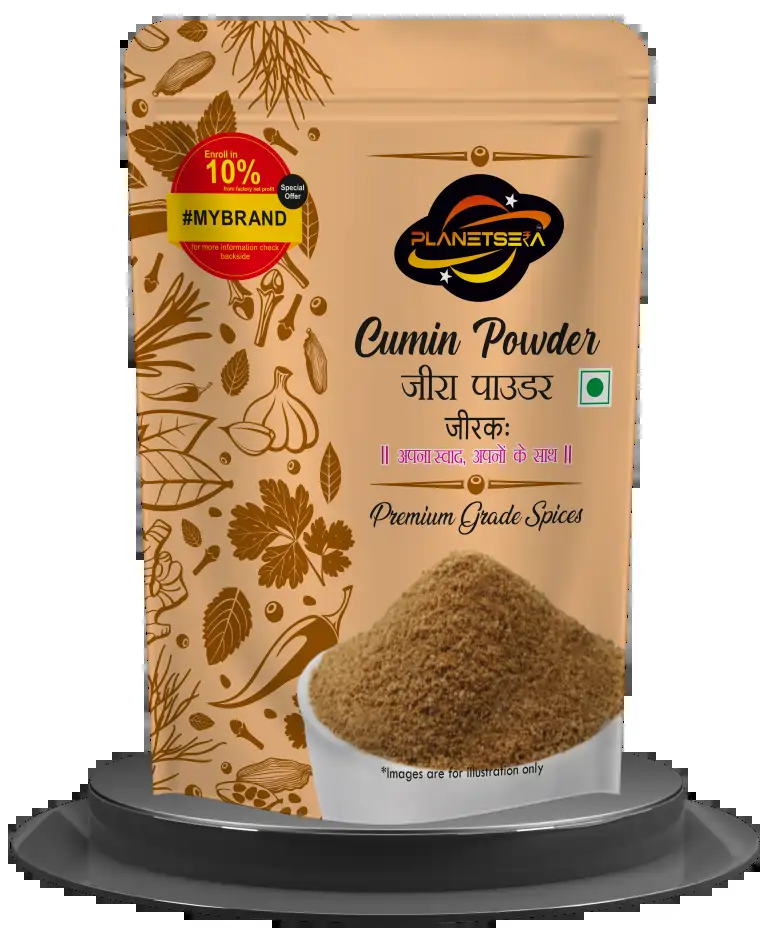 Enroll in
10%
from factory net profit
Special
Offer
#MYBRAND
for more information check
backside
PLANETSE₹A
Cumin Powder
जीरा पाउडर
जीरकः
|| अपना स्वाद, अपनों के साथ ||
Premium Grade Spices
*Images are for illustration only